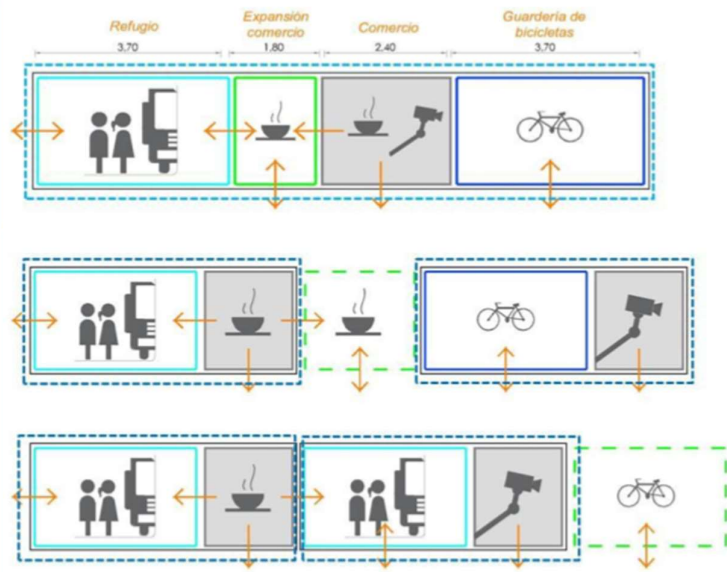 Refugio
Expansión
comercio
Comercio
Guardería de
bicicletas
3,70
1,80
2,40
3,70